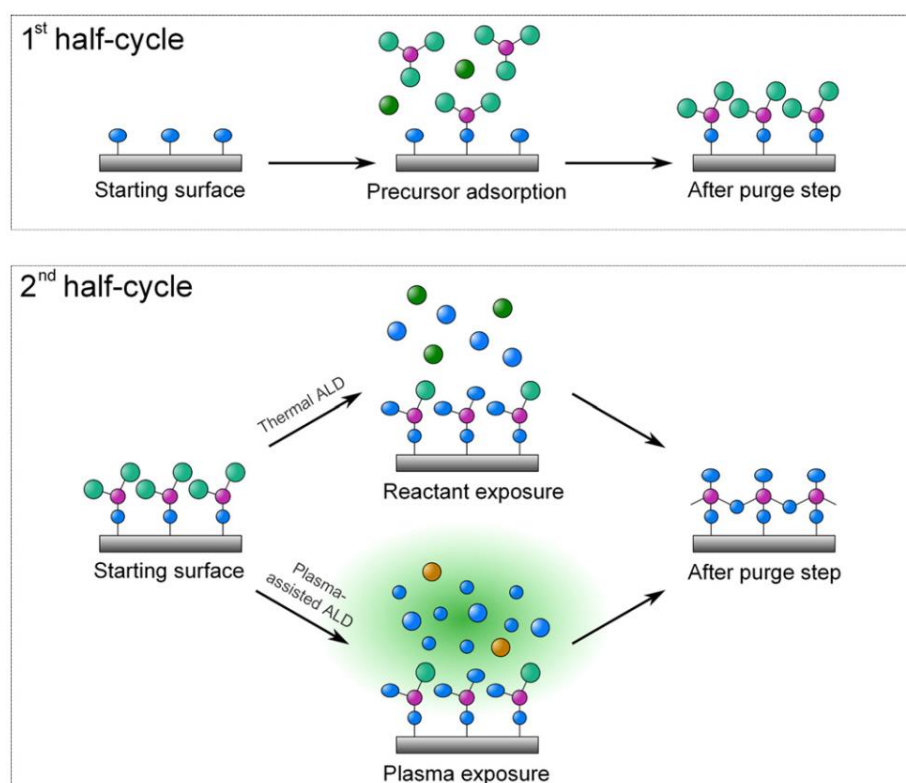 1st half-cycle
Starting surface
Precursor adsorption
After purge step
2nd half-cycle
Thermal ALD
Reactant exposure
Starting surface
After purge step
Plasma-
assisted ALD
Plasma exposure